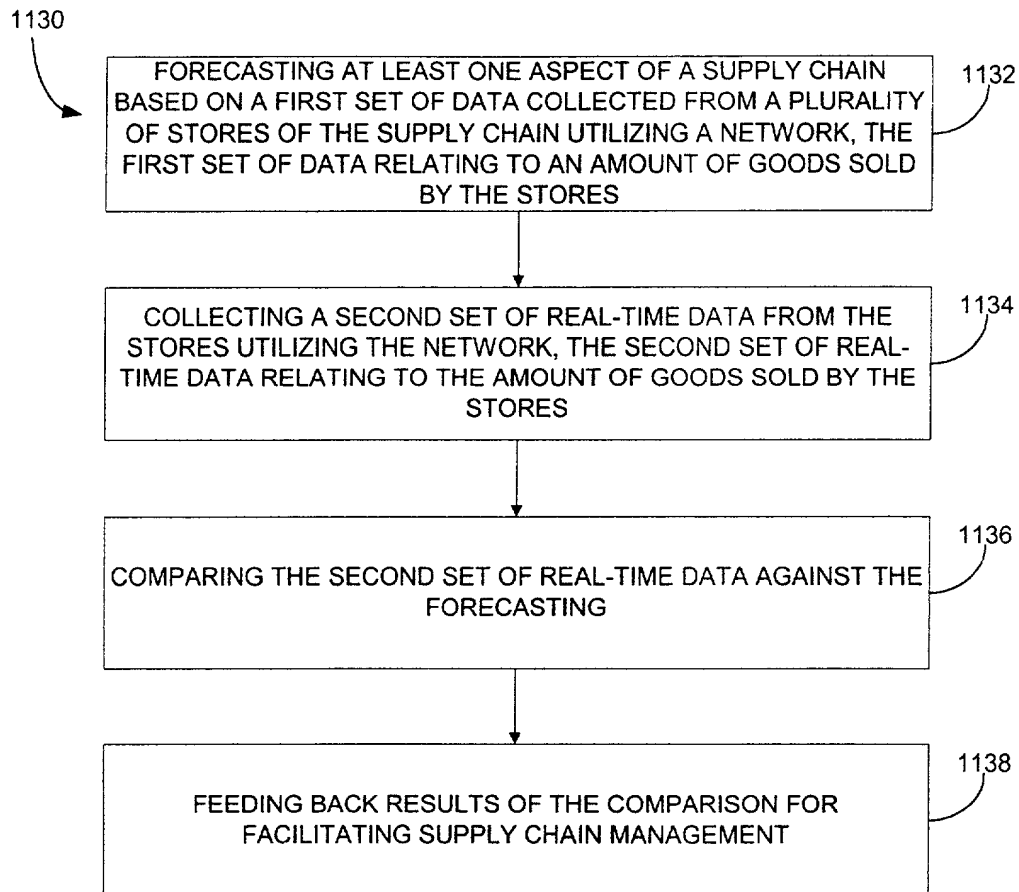 1130
FORECASTING AT LEAST ONE ASPECT OF A SUPPLY CHAIN
BASED ON A FIRST SET OF DATA COLLECTED FROM A PLURALITY
OF STORES OF THE SUPPLY CHAIN UTILIZING A NETWORK, THE
FIRST SET OF DATA RELATING TO AN AMOUNT OF GOODS SOLD
BY THE STORES
1132
COLLECTING A SECOND SET OF REAL-TIME DATA FROM THE
STORES UTILIZING THE NETWORK, THE SECOND SET OF REAL-
TIME DATA RELATING TO THE AMOUNT OF GOODS SOLD BY THE
STORES
1134
COMPARING THE SECOND SET OF REAL-TIME DATA AGAINST THE
FORECASTING
1136
FEEDING BACK RESULTS OF THE COMPARISON FOR
FACILITATING SUPPLY CHAIN MANAGEMENT
1138